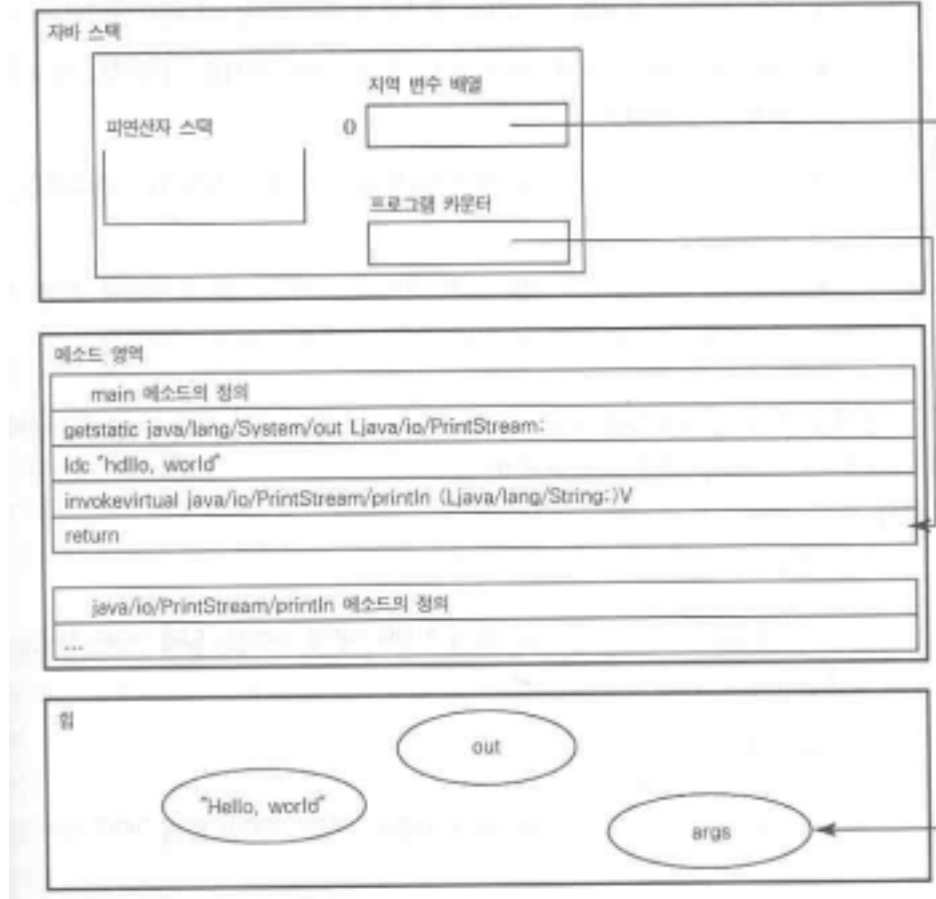 자바 스택
지역 변수 배열
피연산자 스택
0
프로그램 카운터
메소드 영역
main 메소드의 정의
getstatic java/lang/System/out Ljava/io/PrintStream;
ldc "hdllo, world"
invokevirtual java/io/PrintStream/println (Ljava/lang/String;)V
return
java/io/PrintStream/println 메소드의 정의
...
힙
out
"Hello, world"
args